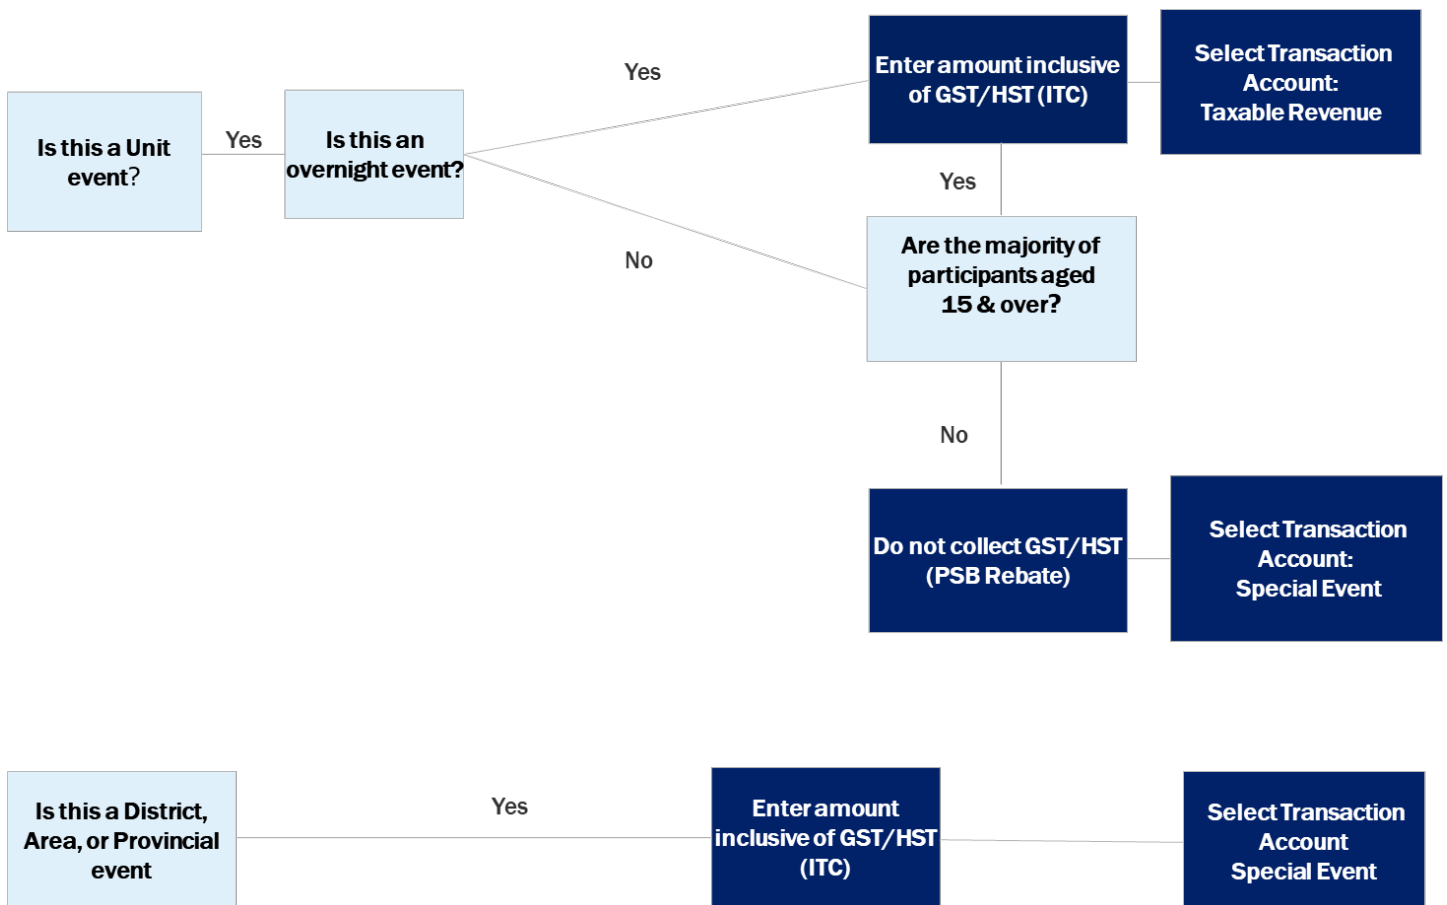 Is this a Unit
event?
Yes
Is this an
overnight event?
Yes
No
Enter amount inclusive
of GST/HST (ITC)
Select Transaction
Account:
Taxable Revenue
Yes
Are the majority of
participants aged
15 & over?
No
Do not collect GST/HST
(PSB Rebate)
Select Transaction
Account:
Special Event
Is this a District,
Area, or Provincial
event
Yes
Enter amount
inclusive of GST/HST
(ITC)
Select Transaction
Account
Special Event